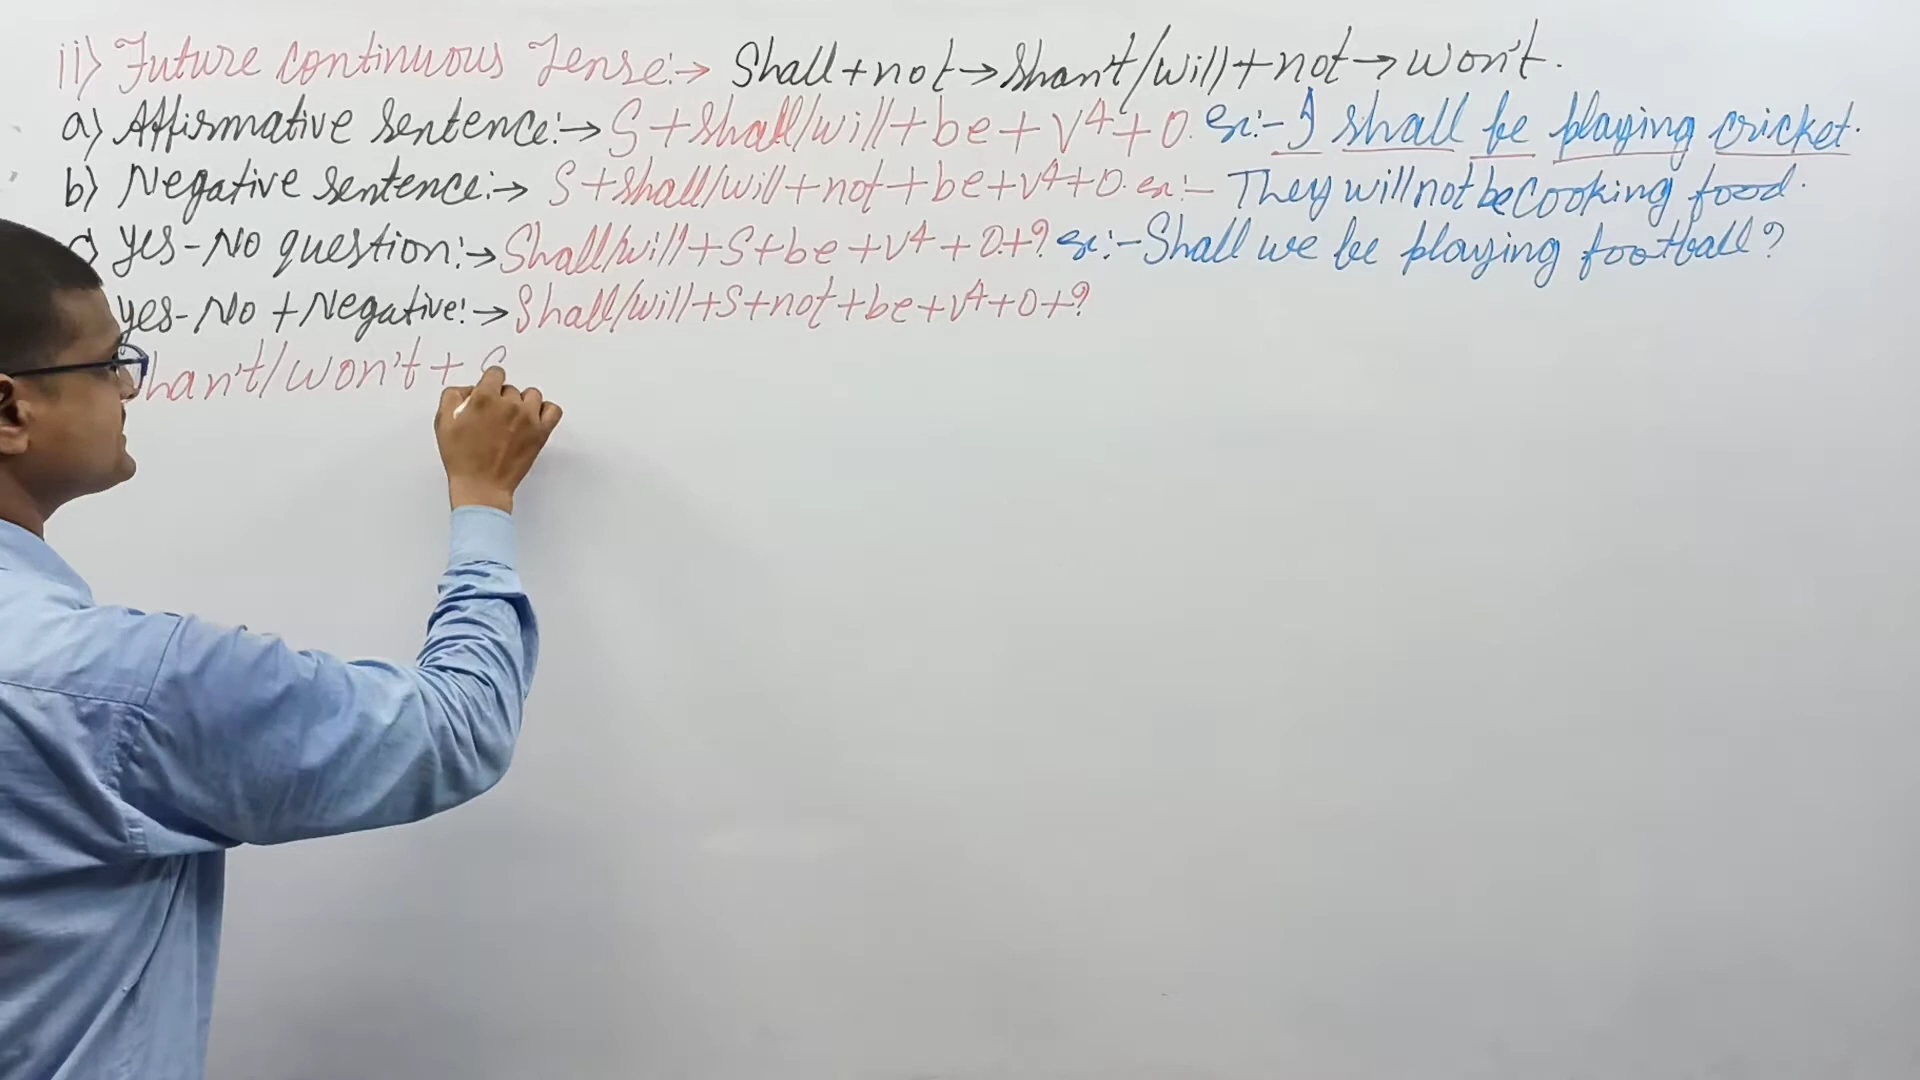 ii) Future continuous Tense:→ Shall+not→shan't/will+not→won't.
a) Affirmative sentence:→ S+shall/will+be+V⁴+O. ex:- I shall be playing cricket.
b) Negative sentence:→ S+shall/will+not+be+V⁴+O. ex:- They will not be cooking food.
c) Yes-No question:→ Shall/will+S+be+V⁴+O+? ex:- Shall we be playing football?
yes-No+Negative:→ Shall/will+S+not+be+V⁴+O+?
shan't/won't+S